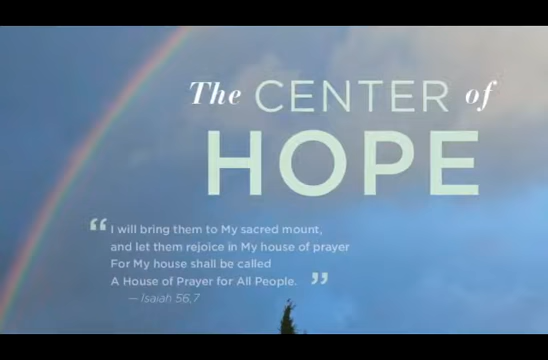 The CENTER of
HOPE
“I will bring them to My sacred mount,
and let them rejoice in My house of prayer
For My house shall be called
A House of Prayer for All People.”
— Isaiah 56,7